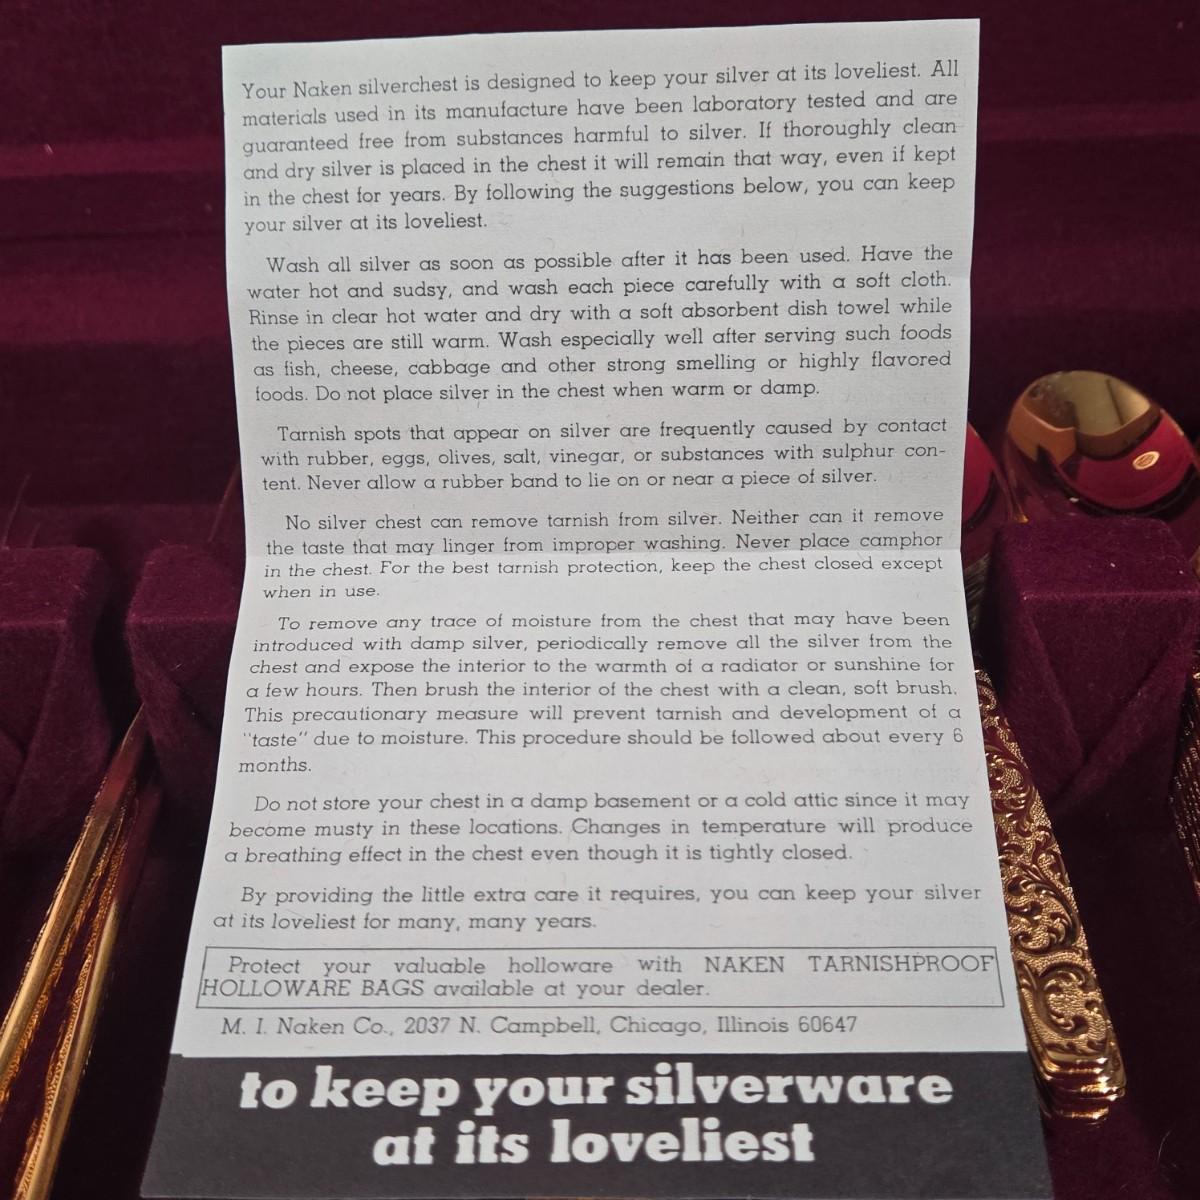 Your Naken silverchest is designed to keep your silver at its loveliest. All
materials used in its manufacture have been laboratory tested and are
guaranteed free from substances harmful to silver. If thoroughly clean
and dry silver is placed in the chest it will remain that way, even if kept
in the chest for years. By following the suggestions below, you can keep
your silver at its loveliest.
Wash all silver as soon as possible after it has been used. Have the
water hot and sudsy, and wash each piece carefully with a soft cloth.
Rinse in clear hot water and dry with a soft absorbent dish towel while
the pieces are still warm. Wash especially well after serving such foods
as fish, cheese, cabbage and other strong smelling or highly flavored
foods. Do not place silver in the chest when warm or damp.
Tarnish spots that appear on silver are frequently caused by contact
with rubber, eggs, olives, salt, vinegar, or substances with sulphur con-
tent. Never allow a rubber band to lie on or near a piece of silver.
No silver chest can remove tarnish from silver. Neither can it remove
the taste that may linger from improper washing. Never place camphor
in the chest. For the best tarnish protection, keep the chest closed except
when in use.
To remove any trace of moisture from the chest that may have been
introduced with damp silver, periodically remove all the silver from the
chest and expose the interior to the warmth of a radiator or sunshine for
a few hours. Then brush the interior of the chest with a clean, soft brush.
This precautionary measure will prevent tarnish and development of a
"taste" due to moisture. This procedure should be followed about every 6
months.
Do not store your chest in a damp basement or a cold attic since it may
become musty in these locations. Changes in temperature will produce
a breathing effect in the chest even though it is tightly closed.
By providing the little extra care it requires, you can keep your silver
at its loveliest for many, many years.
Protect your valuable holloware with NAKEN TARNISHPROOF
HOLLOWARE BAGS available at your dealer.
M. I. Naken Co., 2037 N. Campbell, Chicago, Illinois 60647
to keep your silverware
at its loveliest